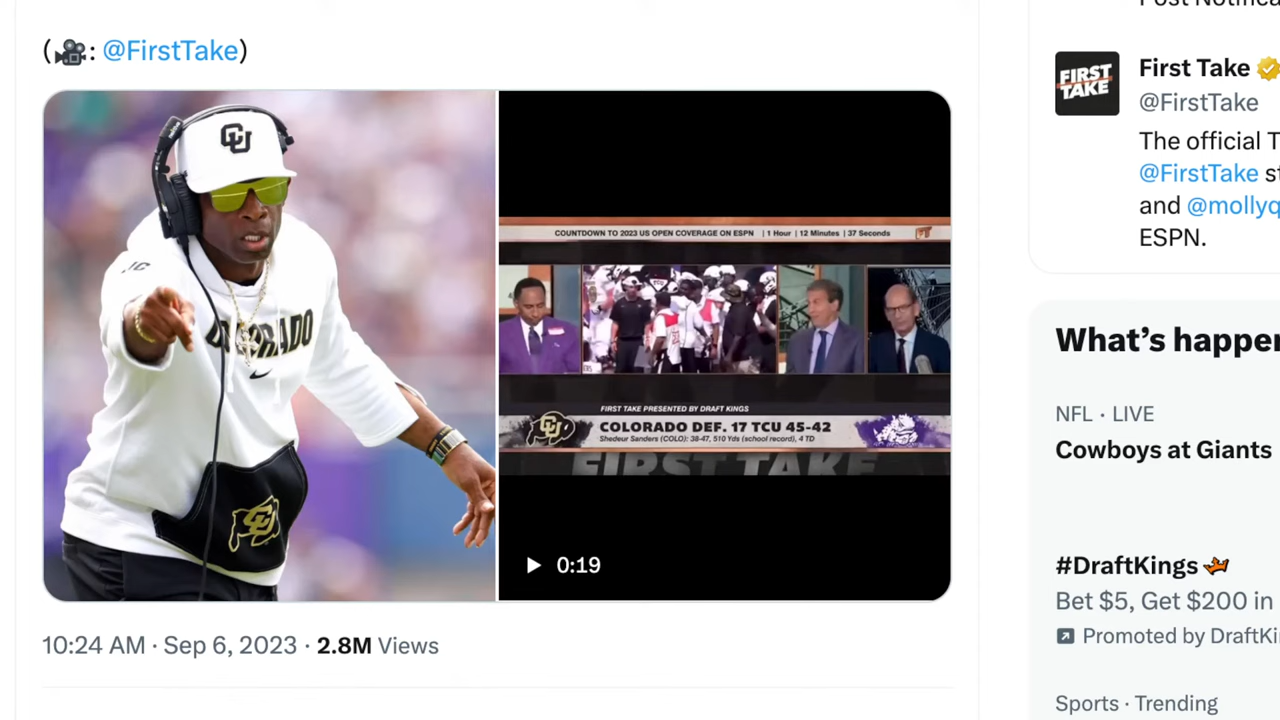 (🎥: @FirstTake)
CU
COLORADO
COUNTDOWN TO 2023 US OPEN COVERAGE ON ESPN | 1 Hour | 12 Minutes | 37 Seconds
FIRST TAKE PRESENTED BY DRAFT KINGS
CU
COLORADO DEF. 17 TCU 45-42
Shedeur Sanders (COLO): 38-47, 510 Yds (school record), 4 TD
FIRST TAKE
0:19
10:24 AM · Sep 6, 2023 · 2.8M Views
FIRST
TAKE
First Take
@FirstTake
The official T
@FirstTake st
and @mollyq
ESPN.
What's happen
NFL · LIVE
Cowboys at Giants
#DraftKings
Bet $5, Get $200 in
Promoted by DraftKi
Sports · Trending